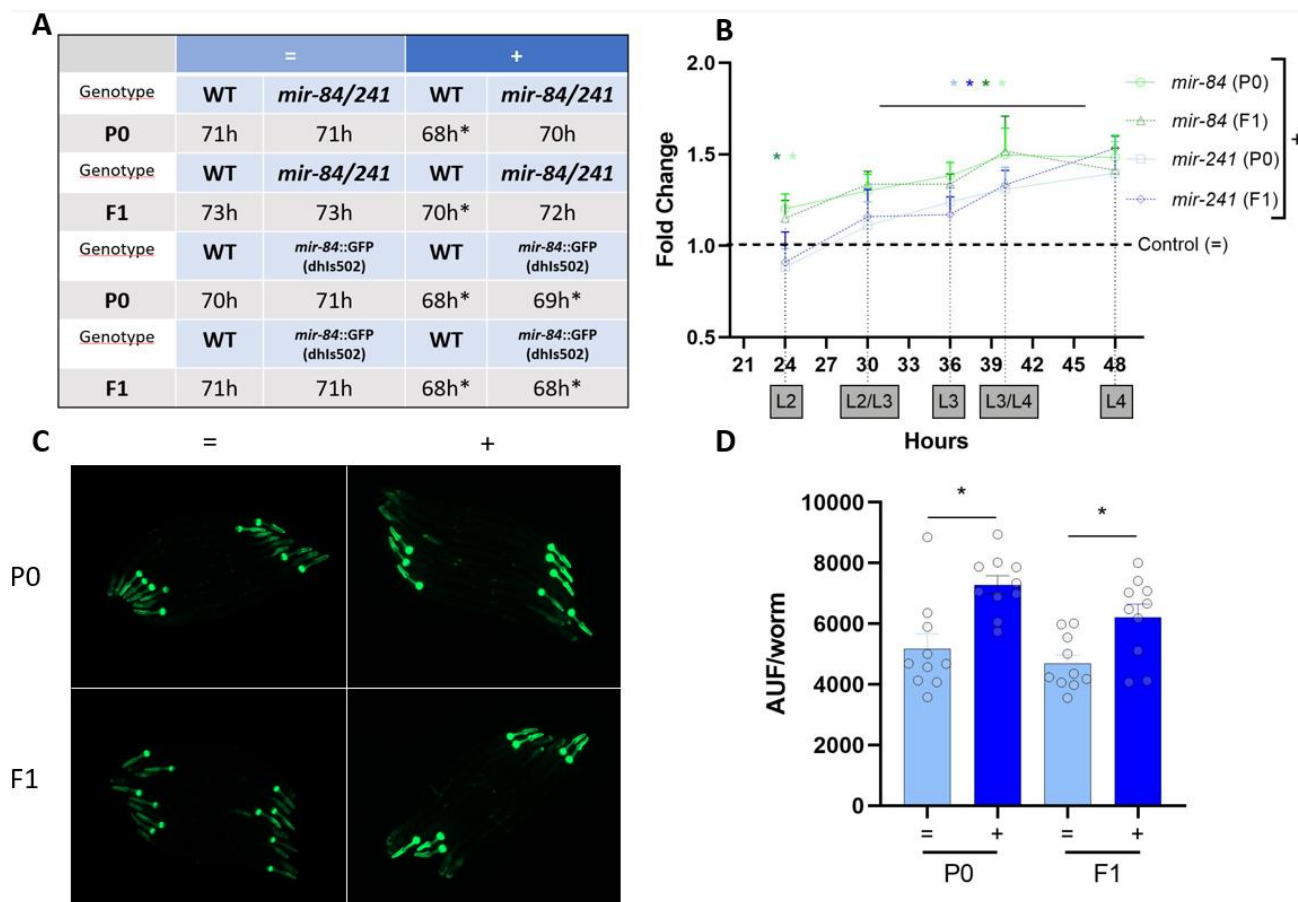 A
= +
Genotype WT mir-84/241 WT mir-84/241
P0 71h 71h 68h* 70h
Genotype WT mir-84/241 WT mir-84/241
F1 73h 73h 70h* 72h
Genotype WT mir-84::GFP (dhIs502) WT mir-84::GFP (dhIs502)
P0 70h 71h 68h* 69h*
Genotype WT mir-84::GFP (dhIs502) WT mir-84::GFP (dhIs502)
F1 71h 71h 68h* 68h*
B
2.0
1.5
1.0
0.5
Fold Change
* *
* * * *
mir-84 (P0)
mir-84 (F1)
mir-241 (P0)
mir-241 (F1)
+
Control (=)
21 24 27 30 33 36 39 42 45 48
L2 L2/L3 L3 L3/L4 L4
Hours
C
= +
P0
F1
D
10000
8000
6000
4000
2000
0
AUF/worm
* *
= + = +
P0 F1